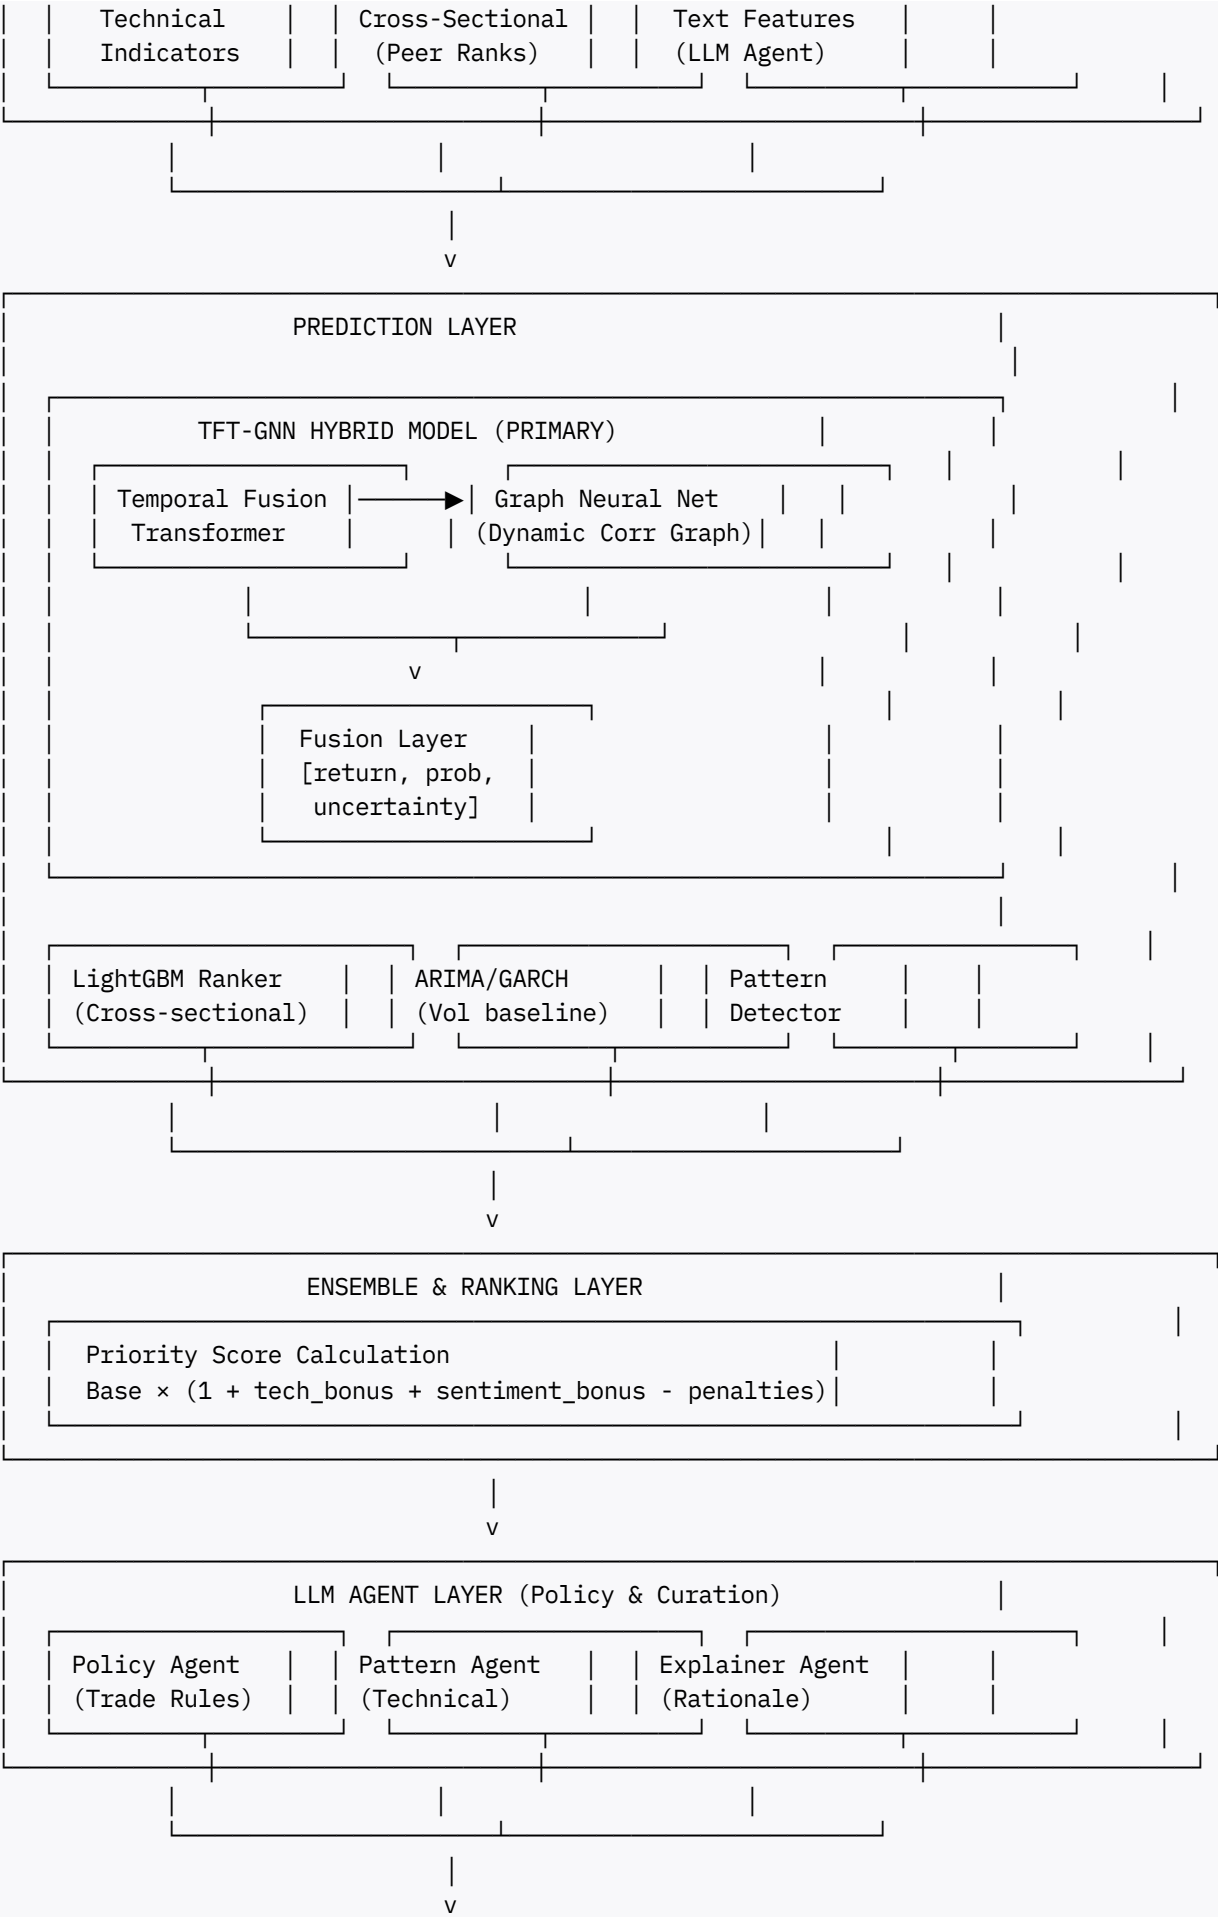 Technical Cross-Sectional Text Features
Indicators (Peer Ranks) (LLM Agent)
v
PREDICTION LAYER
TFT-GNN HYBRID MODEL (PRIMARY)
Temporal Fusion Graph Neural Net
Transformer (Dynamic Corr Graph)
v
Fusion Layer
[return, prob,
uncertainty]
LightGBM Ranker ARIMA/GARCH Pattern
(Cross-sectional) (Vol baseline) Detector
v
ENSEMBLE & RANKING LAYER
Priority Score Calculation
Base × (1 + tech_bonus + sentiment_bonus - penalties)
v
LLM AGENT LAYER (Policy & Curation)
Policy Agent Pattern Agent Explainer Agent
(Trade Rules) (Technical) (Rationale)
v